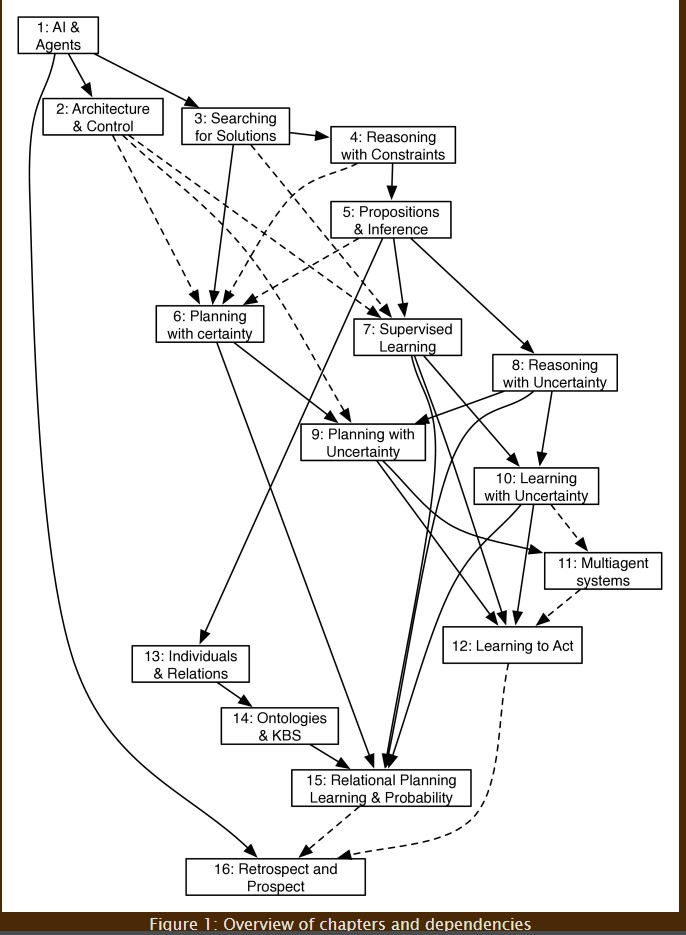 1: AI &
Agents
2: Architecture
& Control
3: Searching
for Solutions
4: Reasoning
with Constraints
5: Propositions
& Inference
6: Planning
with certainty
7: Supervised
Learning
8: Reasoning
with Uncertainty
9: Planning with
Uncertainty
10: Learning
with Uncertainty
11: Multiagent
systems
12: Learning to Act
13: Individuals
& Relations
14: Ontologies
& KBS
15: Relational Planning
Learning & Probability
16: Retrospect and
Prospect
Figure 1: Overview of chapters and dependencies